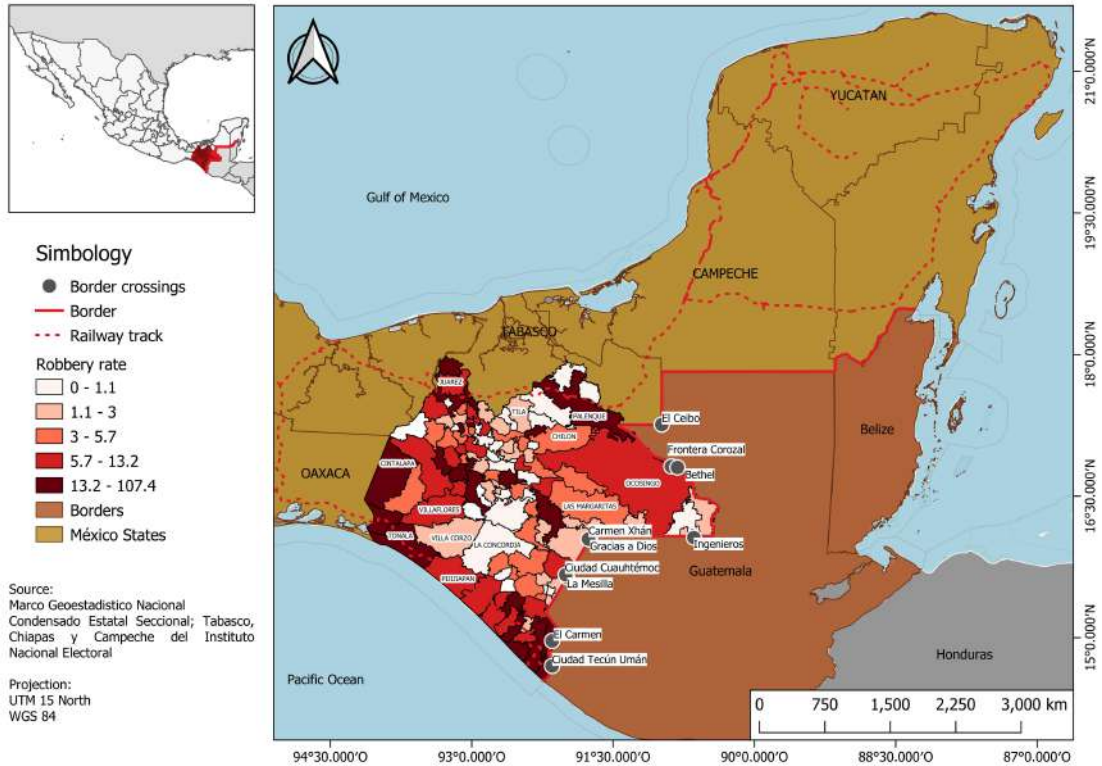 Simbology
Border crossings
Border
Railway track
Robbery rate
0 - 1.1
1.1 - 3
3 - 5.7
5.7 - 13.2
13.2 - 107.4
Borders
México States
Source:
Marco Geoestadistico Nacional
Condensado Estatal Seccional; Tabasco,
Chiapas y Campeche del Instituto
Nacional Electoral
Projection:
UTM 15 North
WGS 84
Gulf of Mexico
YUCATAN
CAMPECHE
TABASCO
OAXACA
JUAREZ
TILA
PALENQUE
CHILON
CINTALAPA
OCOSINGO
VILLAFLORES
LAS MARGARITAS
TONALA
VILLA CORZO
LA CONCORDIA
PIJIJIAPAN
El Ceibo
Frontera Corozal
Bethel
Carmen Xhán
Gracias a Dios
Ingenieros
Ciudad Cuauhtémoc
La Mesilla
El Carmen
Ciudad Tecún Umán
Belize
Guatemala
Honduras
Pacific Ocean
0 750 1,500 2,250 3,000 km
21°0.000'N
19°30.000'N
18°0.000'N
16°30.000'N
15°0.000'N
94°30.000'O 93°0.000'O 91°30.000'O 90°0.000'O 88°30.000'O 87°0.000'O